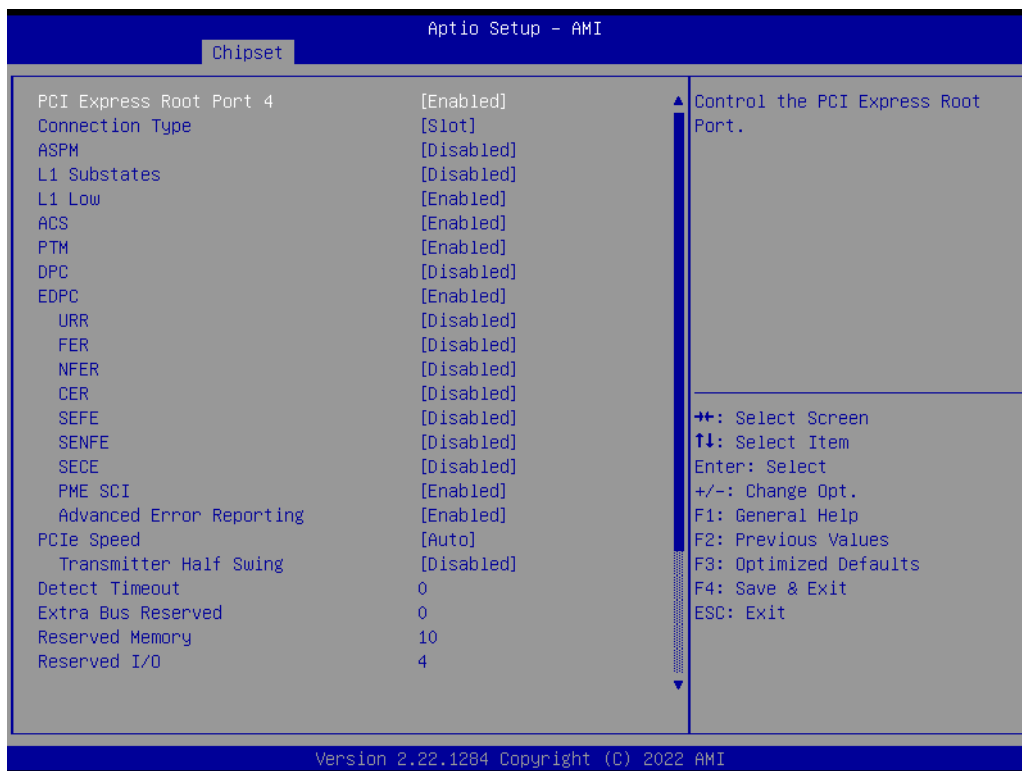 Aptio Setup – AMI
Chipset
PCI Express Root Port 4 [Enabled]
Connection Type [Slot]
ASPM [Disabled]
L1 Substates [Disabled]
L1 Low [Enabled]
ACS [Enabled]
PTM [Enabled]
DPC [Disabled]
EDPC [Enabled]
URR [Disabled]
FER [Disabled]
NFER [Disabled]
CER [Disabled]
SEFE [Disabled]
SENFE [Disabled]
SECE [Disabled]
PME SCI [Enabled]
Advanced Error Reporting [Enabled]
PCIe Speed [Auto]
Transmitter Half Swing [Disabled]
Detect Timeout 0
Extra Bus Reserved 0
Reserved Memory 10
Reserved I/O 4
Control the PCI Express Root
Port.
→←: Select Screen
↑↓: Select Item
Enter: Select
+/-: Change Opt.
F1: General Help
F2: Previous Values
F3: Optimized Defaults
F4: Save & Exit
ESC: Exit
Version 2.22.1284 Copyright (C) 2022 AMI